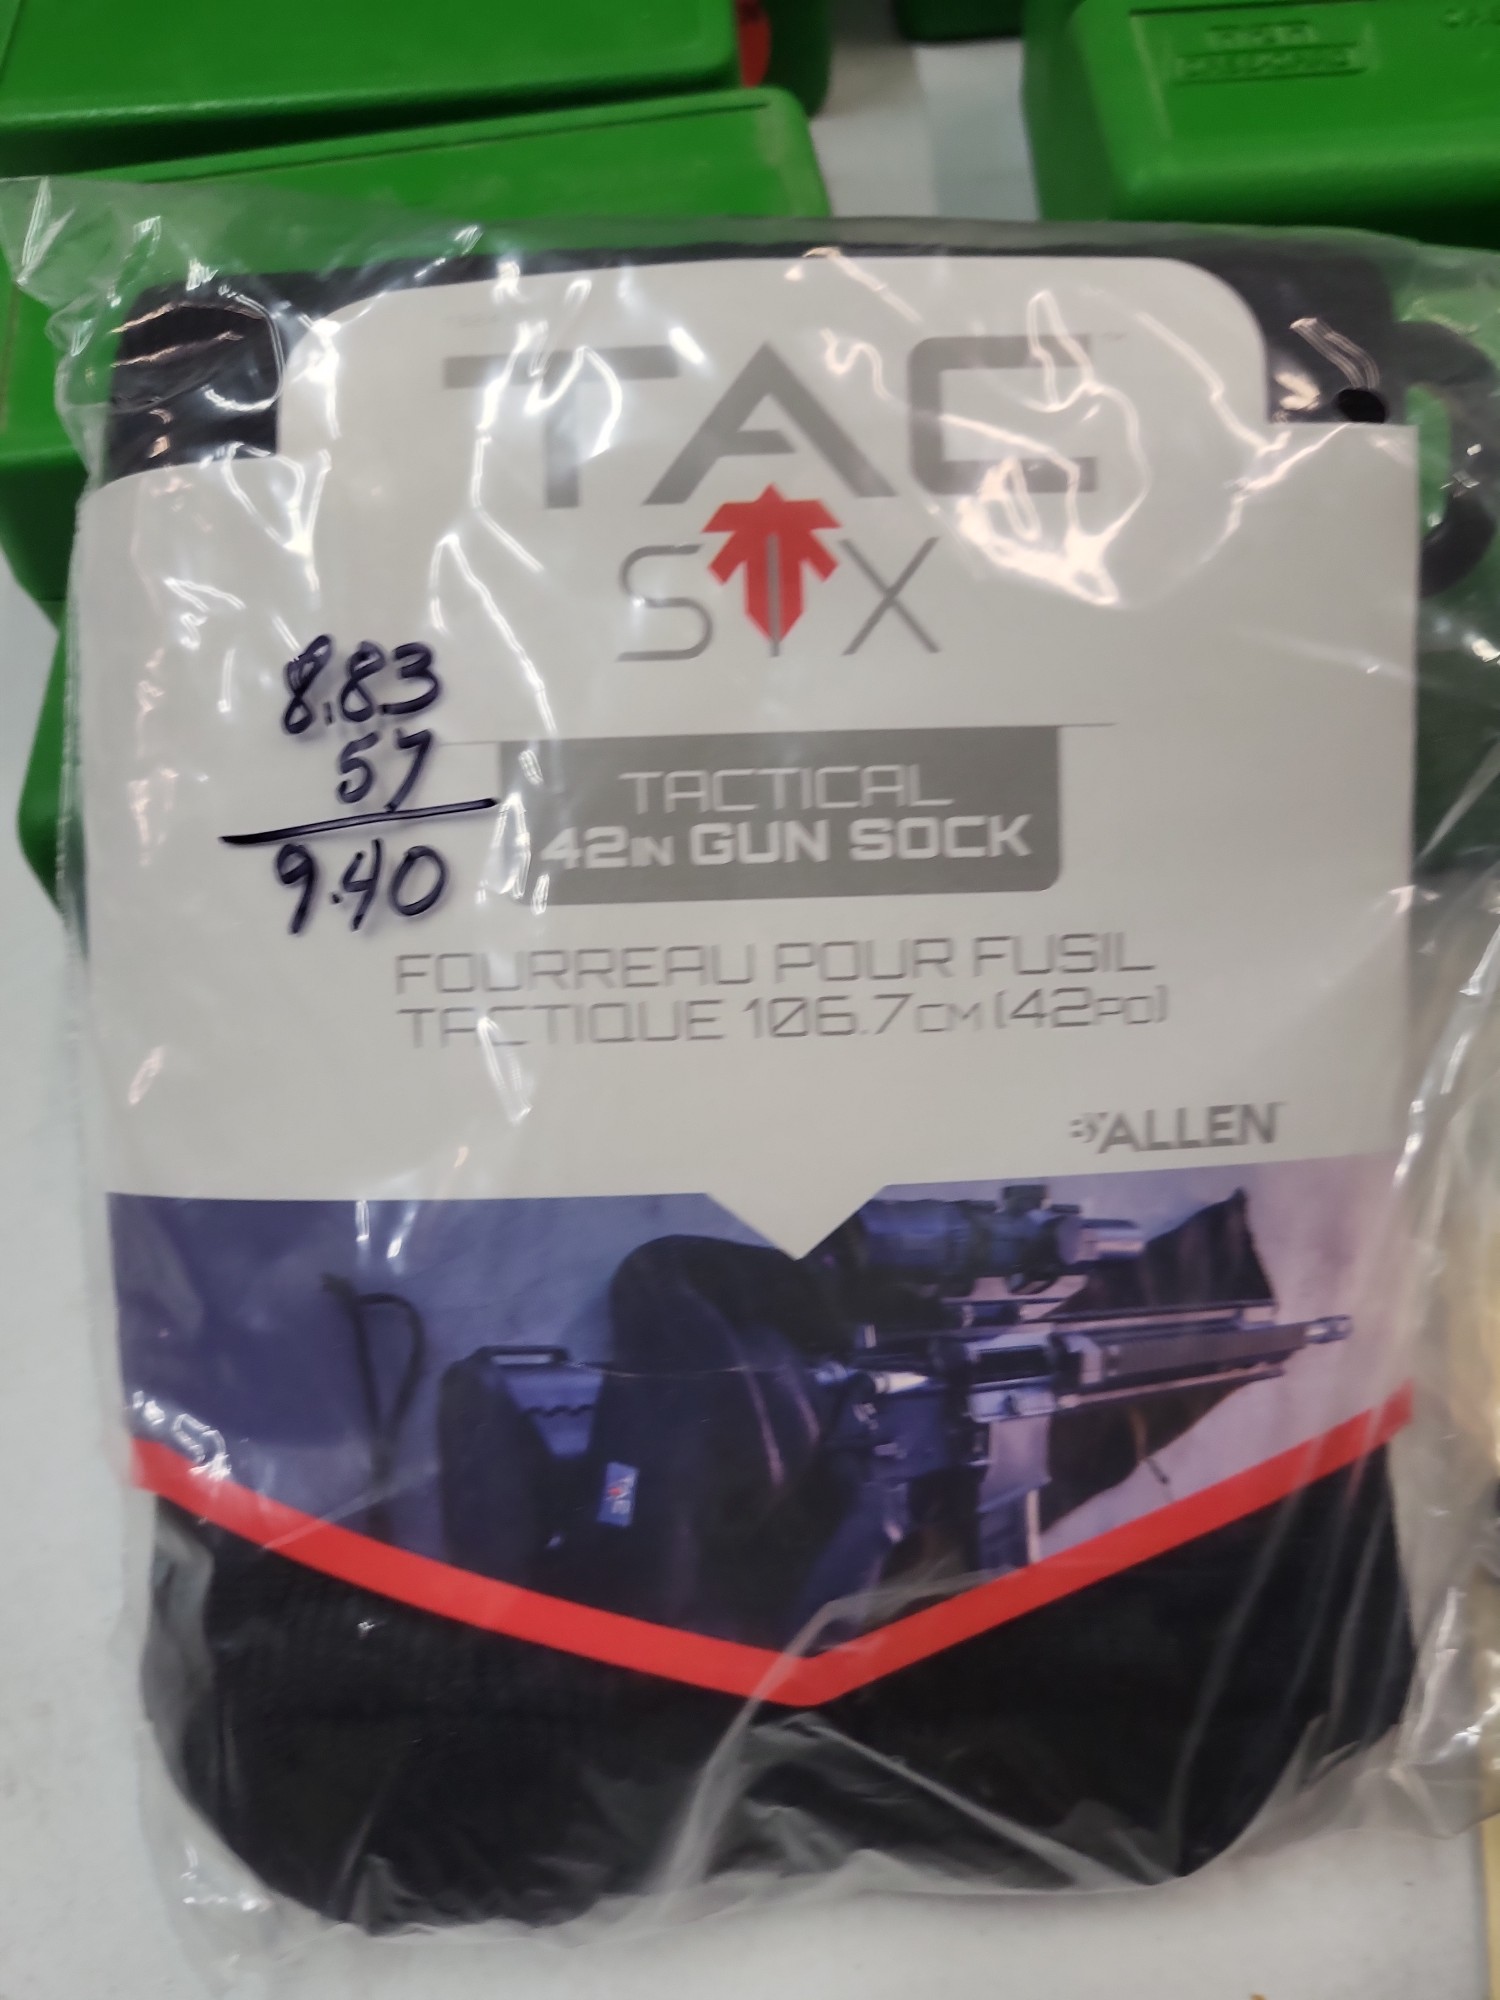 TAC™
SIX
8.83
57
9.40
TACTICAL
42IN GUN SOCK
FOURREAU POUR FUSIL
TACTIQUE 106.7CM (42PO)
BY ALLEN
TAC